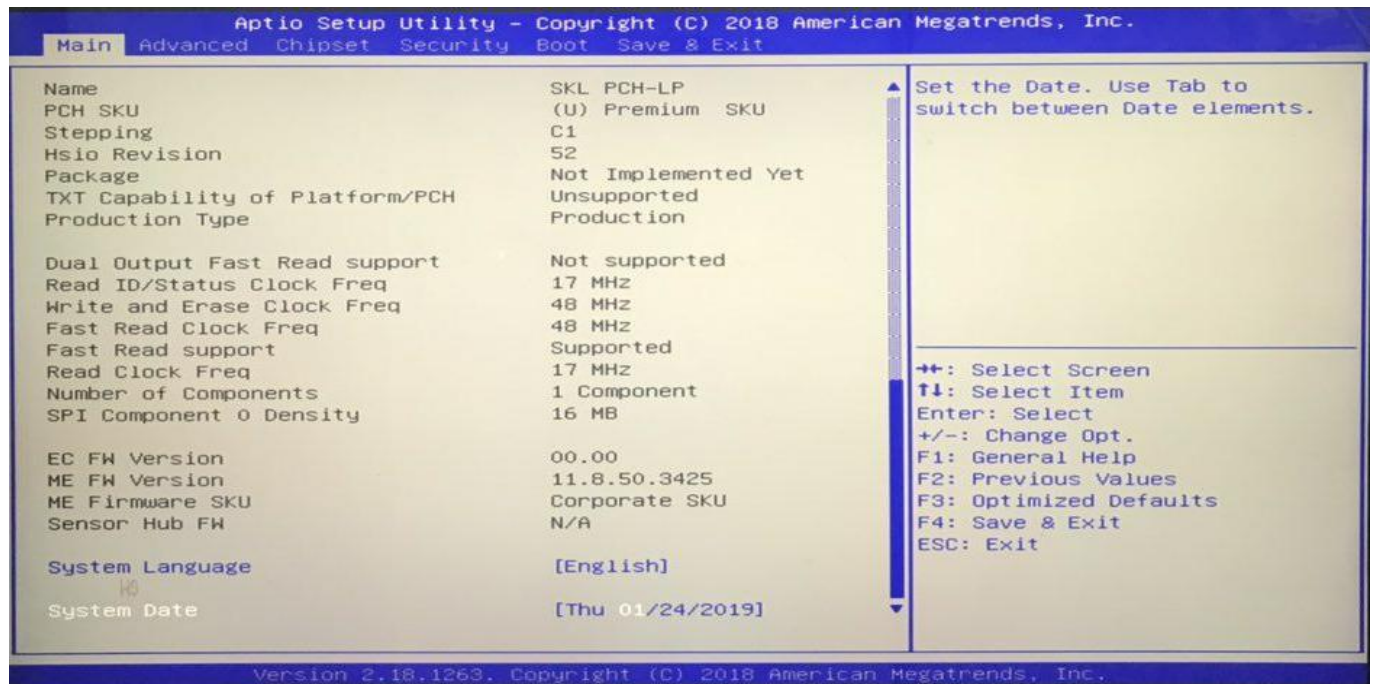 Aptio Setup Utility – Copyright (C) 2018 American Megatrends, Inc.
Main Advanced Chipset Security Boot Save & Exit
Name SKL PCH-LP
PCH SKU (U) Premium SKU
Stepping C1
Hsio Revision 52
Package Not Implemented Yet
TXT Capability of Platform/PCH Unsupported
Production Type Production
Dual Output Fast Read support Not supported
Read ID/Status Clock Freq 17 MHz
Write and Erase Clock Freq 48 MHz
Fast Read Clock Freq 48 MHz
Fast Read support Supported
Read Clock Freq 17 MHz
Number of Components 1 Component
SPI Component 0 Density 16 MB
EC FW Version 00.00
ME FW Version 11.8.50.3425
ME Firmware SKU Corporate SKU
Sensor Hub FW N/A
System Language [English]
System Date [Thu 01/24/2019]
Set the Date. Use Tab to
switch between Date elements.
→←: Select Screen
↑↓: Select Item
Enter: Select
+/-: Change Opt.
F1: General Help
F2: Previous Values
F3: Optimized Defaults
F4: Save & Exit
ESC: Exit
Version 2.18.1263. Copyright (C) 2018 American Megatrends, Inc.